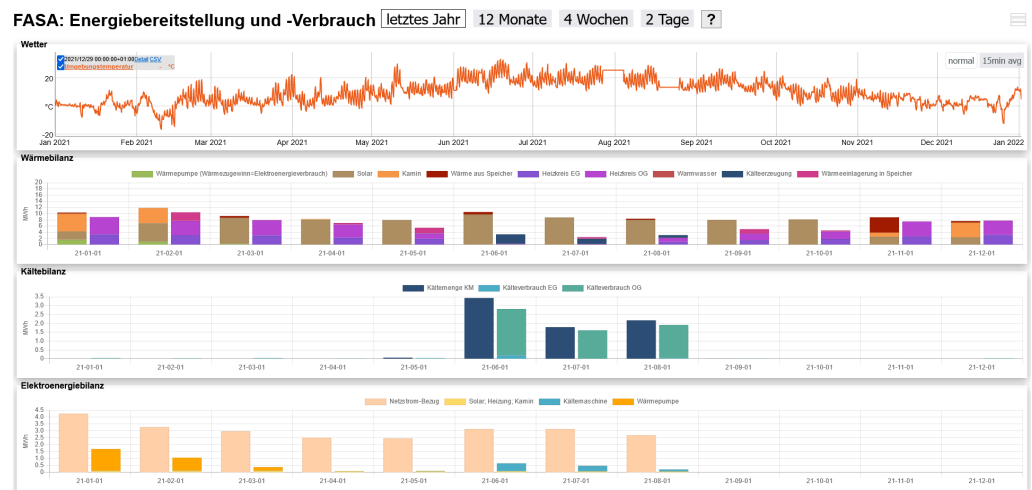 FASA: Energiebereitstellung und -Verbrauch letztes Jahr 12 Monate 4 Wochen 2 Tage ?
Wetter
2021/12/29 00:00:00+01:00 Detail CSV
Umgebungstemperatur - °C
normal 15min avg
20
°C
-20
Jan 2021 Feb 2021 Mar 2021 Apr 2021 May 2021 Jun 2021 Jul 2021 Aug 2021 Sep 2021 Oct 2021 Nov 2021 Dec 2021 Jan 2022
Wärmebilanz
Wärmepumpe (Wärmezugewinn=Elektroenergieverbrauch) Solar Kamin Wärme aus Speicher Heizkreis EG Heizkreis OG Warmwasser Kälteerzeugung Wärmeeinlagerung in Speicher
20
18
16
14
12
10
8
6
4
2
0
MWh
21-01-01 21-02-01 21-03-01 21-04-01 21-05-01 21-06-01 21-07-01 21-08-01 21-09-01 21-10-01 21-11-01 21-12-01
Kältebilanz
Kältemenge KM Kälteverbrauch EG Kälteverbrauch OG
3.5
3.0
2.5
2.0
1.5
1.0
0.5
0
MWh
21-01-01 21-02-01 21-03-01 21-04-01 21-05-01 21-06-01 21-07-01 21-08-01 21-09-01 21-10-01 21-11-01 21-12-01
Elektroenergiebilanz
Netzstrom-Bezug Solar, Heizung, Kamin Kältemaschine Wärmepumpe
4.5
4.0
3.5
3.0
2.5
2.0
1.5
1.0
0.5
0
MWh
21-01-01 21-02-01 21-03-01 21-04-01 21-05-01 21-06-01 21-07-01 21-08-01 21-09-01 21-10-01 21-11-01 21-12-01